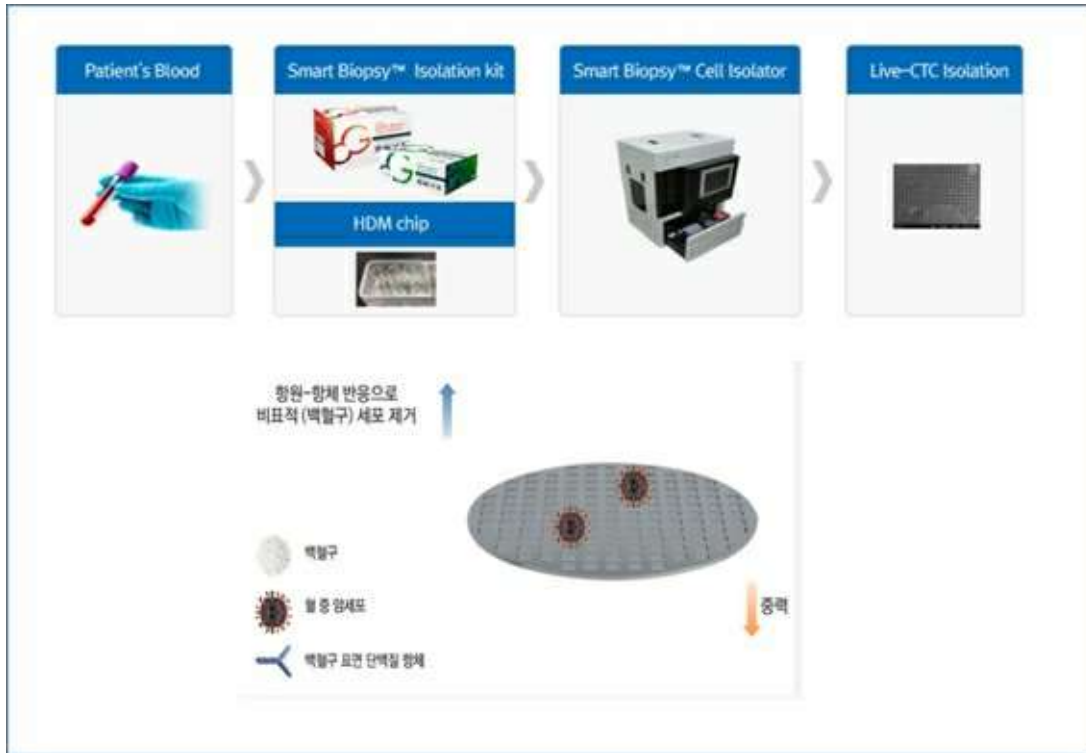 Patient's Blood
Smart Biopsy™ Isolation kit
HDM chip
Smart Biopsy™ Cell Isolator
Live-CTC Isolation
항원-항체 반응으로
비표적 (백혈구) 세포 제거
백혈구
혈 중 암세포
백혈구 표면 단백질 항체
중력